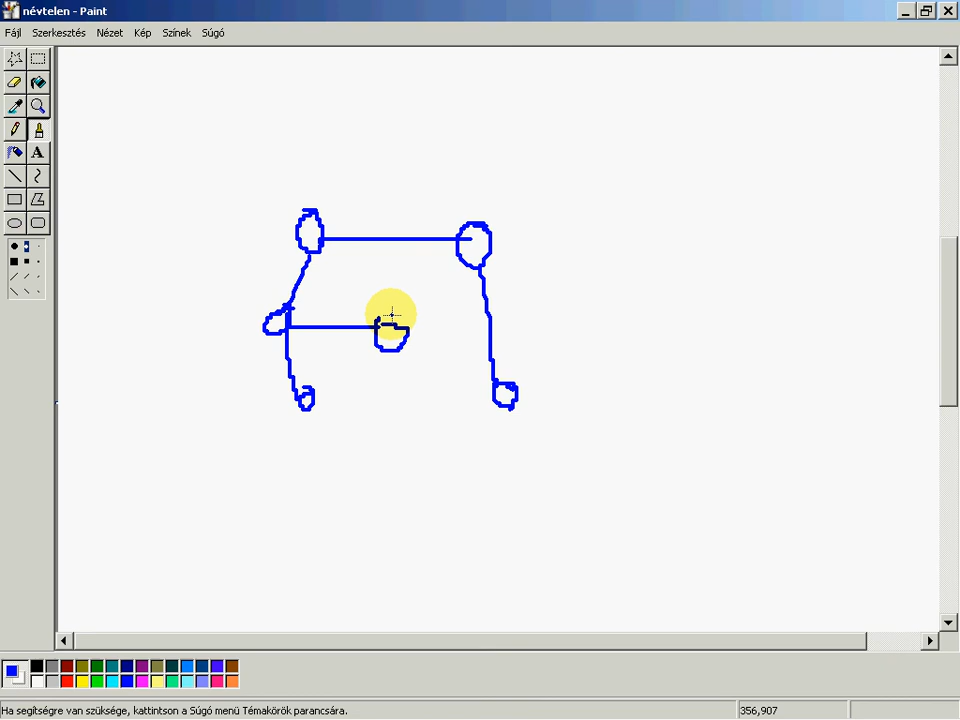 névtelen - Paint
Fájl Szerkesztés Nézet Kép Színek Súgó
A
Ha segítségre van szüksége, kattintson a Súgó menü Témakörök parancsára.
356,907